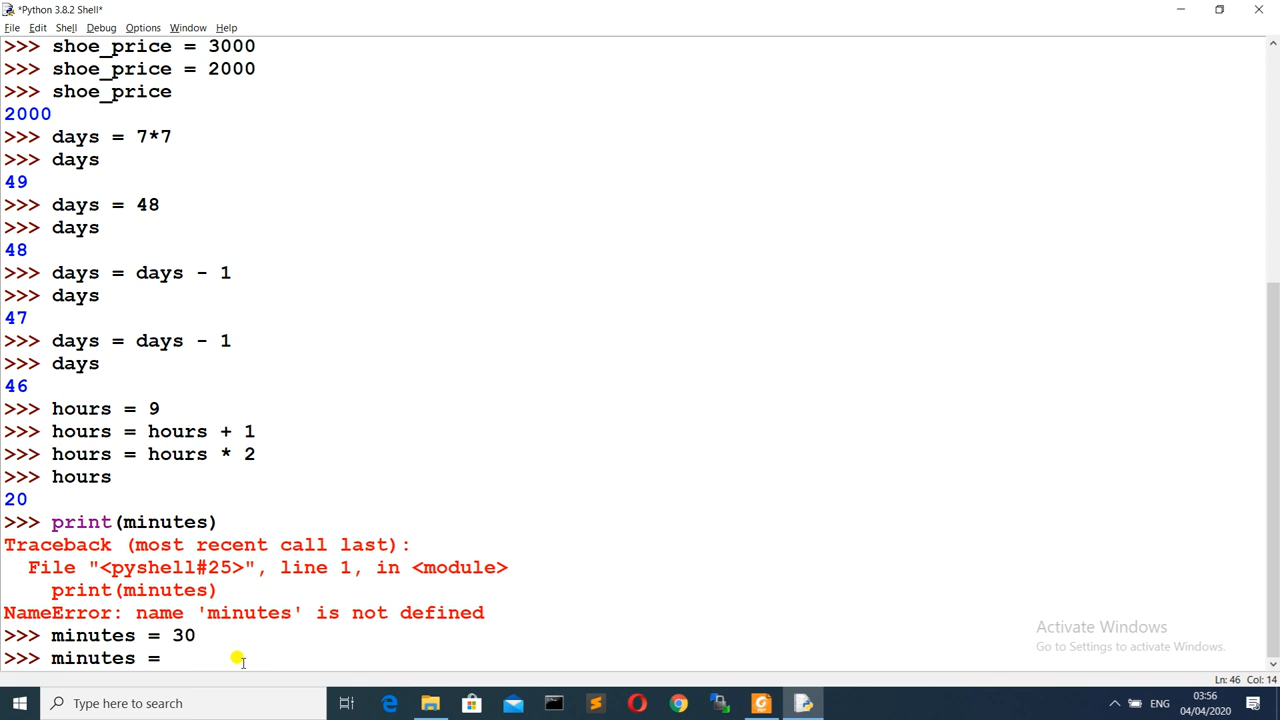 *Python 3.8.2 Shell*
File Edit Shell Debug Options Window Help
>>> shoe_price = 3000
>>> shoe_price = 2000
>>> shoe_price
2000
>>> days = 7*7
>>> days
49
>>> days = 48
>>> days
48
>>> days = days - 1
>>> days
47
>>> days = days - 1
>>> days
46
>>> hours = 9
>>> hours = hours + 1
>>> hours = hours * 2
>>> hours
20
>>> print(minutes)
Traceback (most recent call last):
  File "<pyshell#25>", line 1, in <module>
    print(minutes)
NameError: name 'minutes' is not defined
>>> minutes = 30
>>> minutes =
Activate Windows
Go to Settings to activate Windows.
Ln: 46 Col: 14
Type here to search
ENG
03:56
04/04/2020